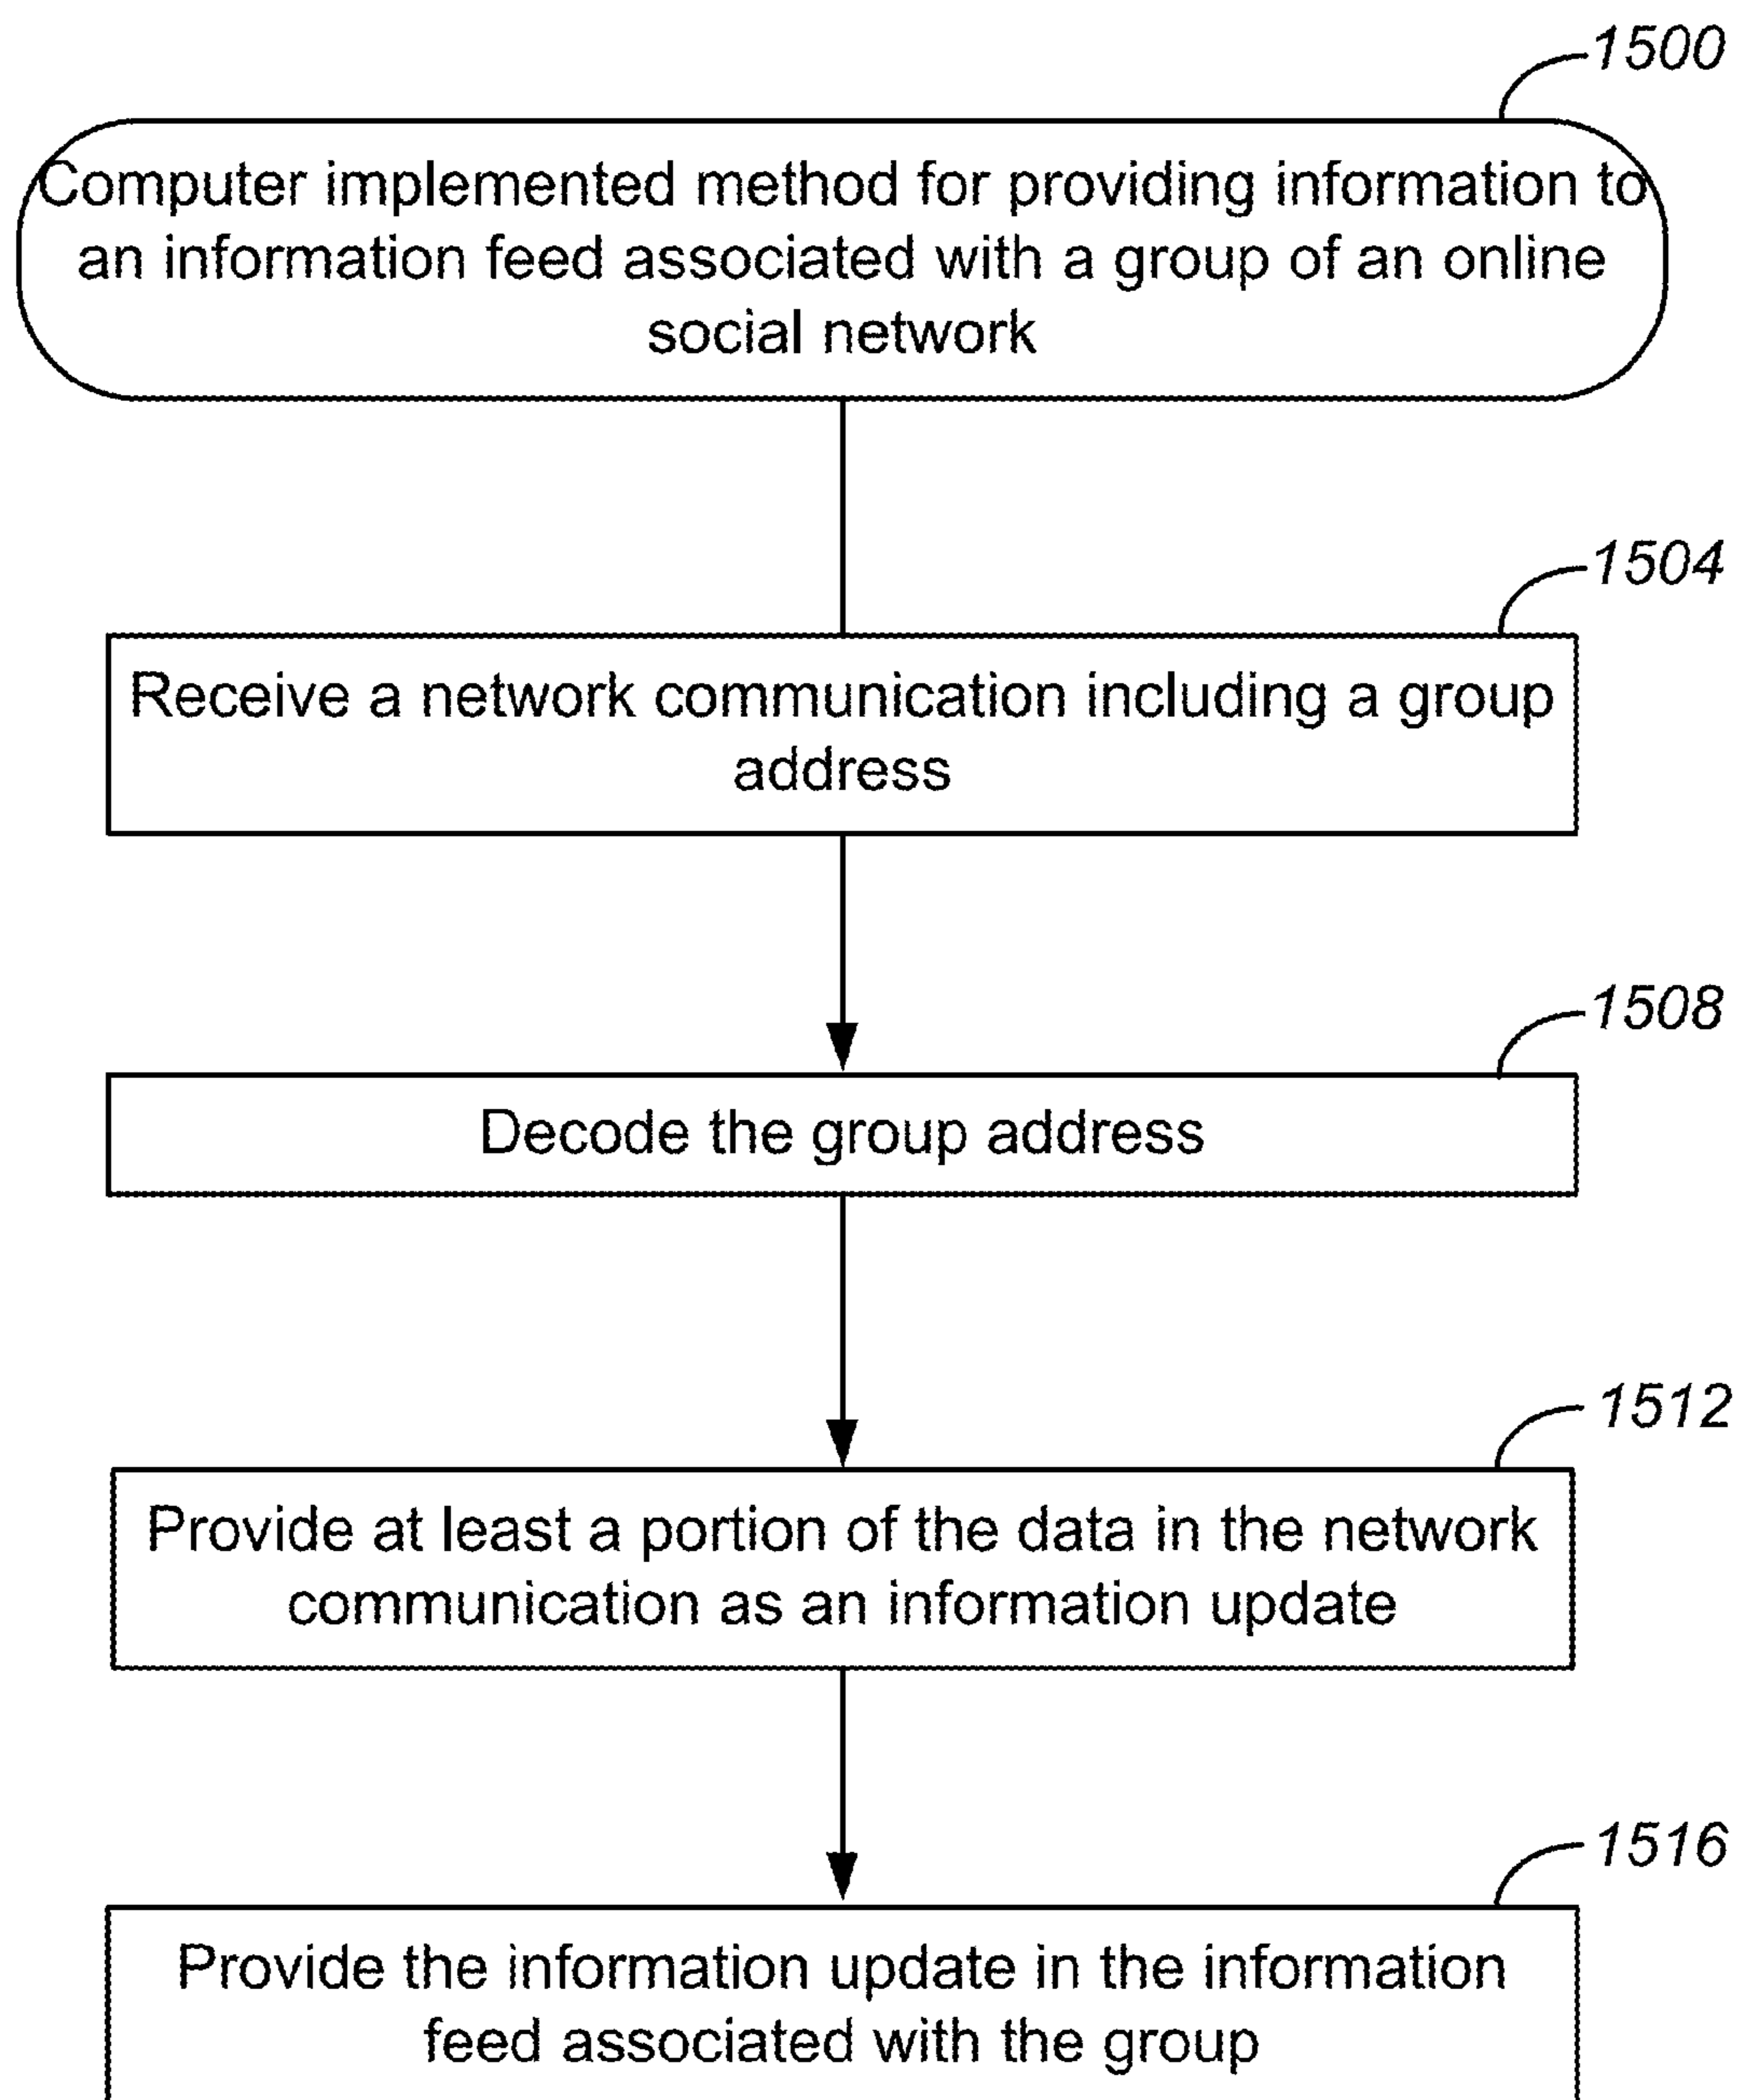 1500
Computer implemented method for providing information to
an information feed associated with a group of an online
social network
1504
Receive a network communication including a group
address
1508
Decode the group address
1512
Provide at least a portion of the data in the network
communication as an information update
1516
Provide the information update in the information
feed associated with the group